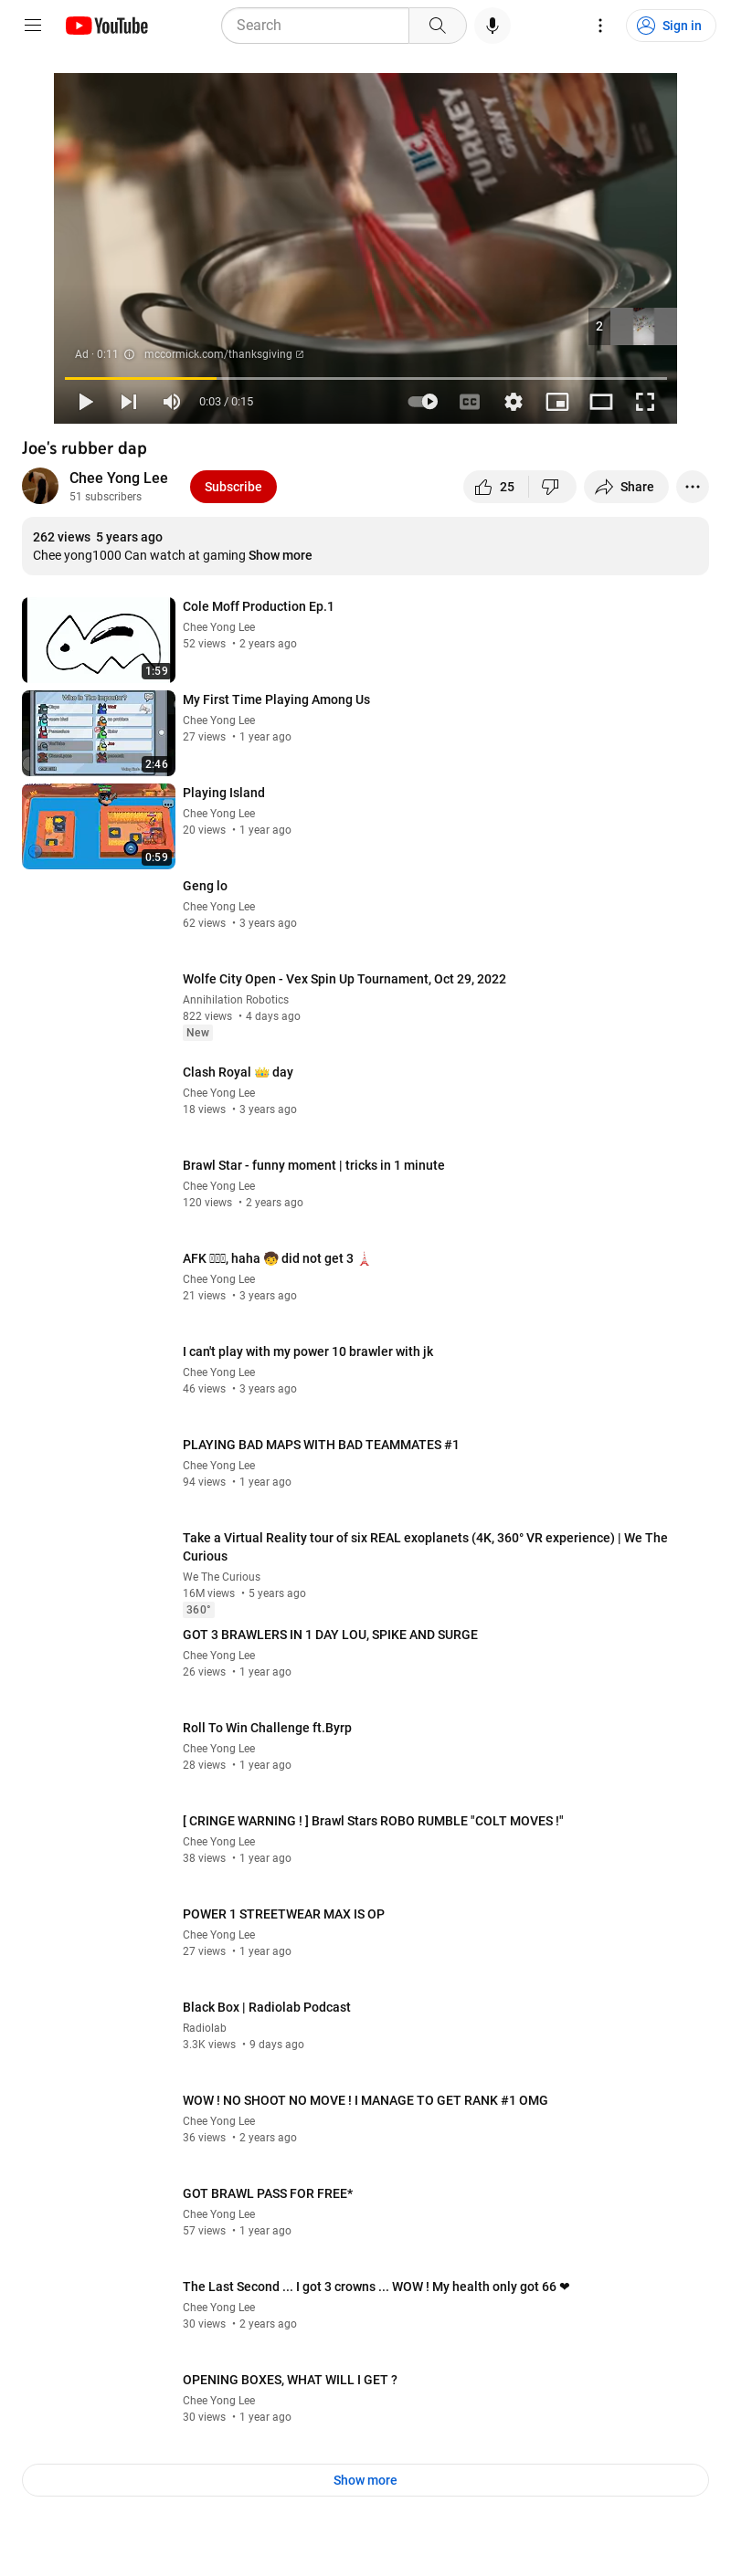 YouTube
Search
Sign in
TURKEY
GRAVY
2
Ad · 0:11
mccormick.com/thanksgiving
0:03 / 0:15
CC
Joe's rubber dap
Chee Yong Lee
51 subscribers
Subscribe
25
Share
262 views 5 years ago
Chee yong1000 Can watch at gaming Show more
1:59
Cole Moff Production Ep.1
Chee Yong Lee
52 views • 2 years ago
Who Is The Impostor?
2:46
My First Time Playing Among Us
Chee Yong Lee
27 views • 1 year ago
0:59
Playing Island
Chee Yong Lee
20 views • 1 year ago
Geng lo
Chee Yong Lee
62 views • 3 years ago
Wolfe City Open - Vex Spin Up Tournament, Oct 29, 2022
Annihilation Robotics
822 views • 4 days ago
New
Clash Royal 👑 day
Chee Yong Lee
18 views • 3 years ago
Brawl Star - funny moment | tricks in 1 minute
Chee Yong Lee
120 views • 2 years ago
AFK , haha 🧒 did not get 3 🗼
Chee Yong Lee
21 views • 3 years ago
I can't play with my power 10 brawler with jk
Chee Yong Lee
46 views • 3 years ago
PLAYING BAD MAPS WITH BAD TEAMMATES #1
Chee Yong Lee
94 views • 1 year ago
Take a Virtual Reality tour of six REAL exoplanets (4K, 360° VR experience) | We The
Curious
We The Curious
16M views • 5 years ago
360°
GOT 3 BRAWLERS IN 1 DAY LOU, SPIKE AND SURGE
Chee Yong Lee
26 views • 1 year ago
Roll To Win Challenge ft.Byrp
Chee Yong Lee
28 views • 1 year ago
[ CRINGE WARNING ! ] Brawl Stars ROBO RUMBLE "COLT MOVES !"
Chee Yong Lee
38 views • 1 year ago
POWER 1 STREETWEAR MAX IS OP
Chee Yong Lee
27 views • 1 year ago
Black Box | Radiolab Podcast
Radiolab
3.3K views • 9 days ago
WOW ! NO SHOOT NO MOVE ! I MANAGE TO GET RANK #1 OMG
Chee Yong Lee
36 views • 2 years ago
GOT BRAWL PASS FOR FREE*
Chee Yong Lee
57 views • 1 year ago
The Last Second ... I got 3 crowns ... WOW ! My health only got 66 ❤
Chee Yong Lee
30 views • 2 years ago
OPENING BOXES, WHAT WILL I GET ?
Chee Yong Lee
30 views • 1 year ago
Show more